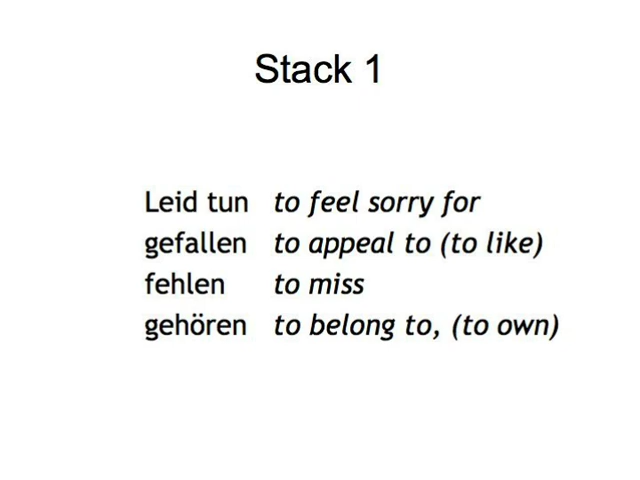 Stack 1
Leid tun to feel sorry for
gefallen to appeal to (to like)
fehlen to miss
gehören to belong to, (to own)